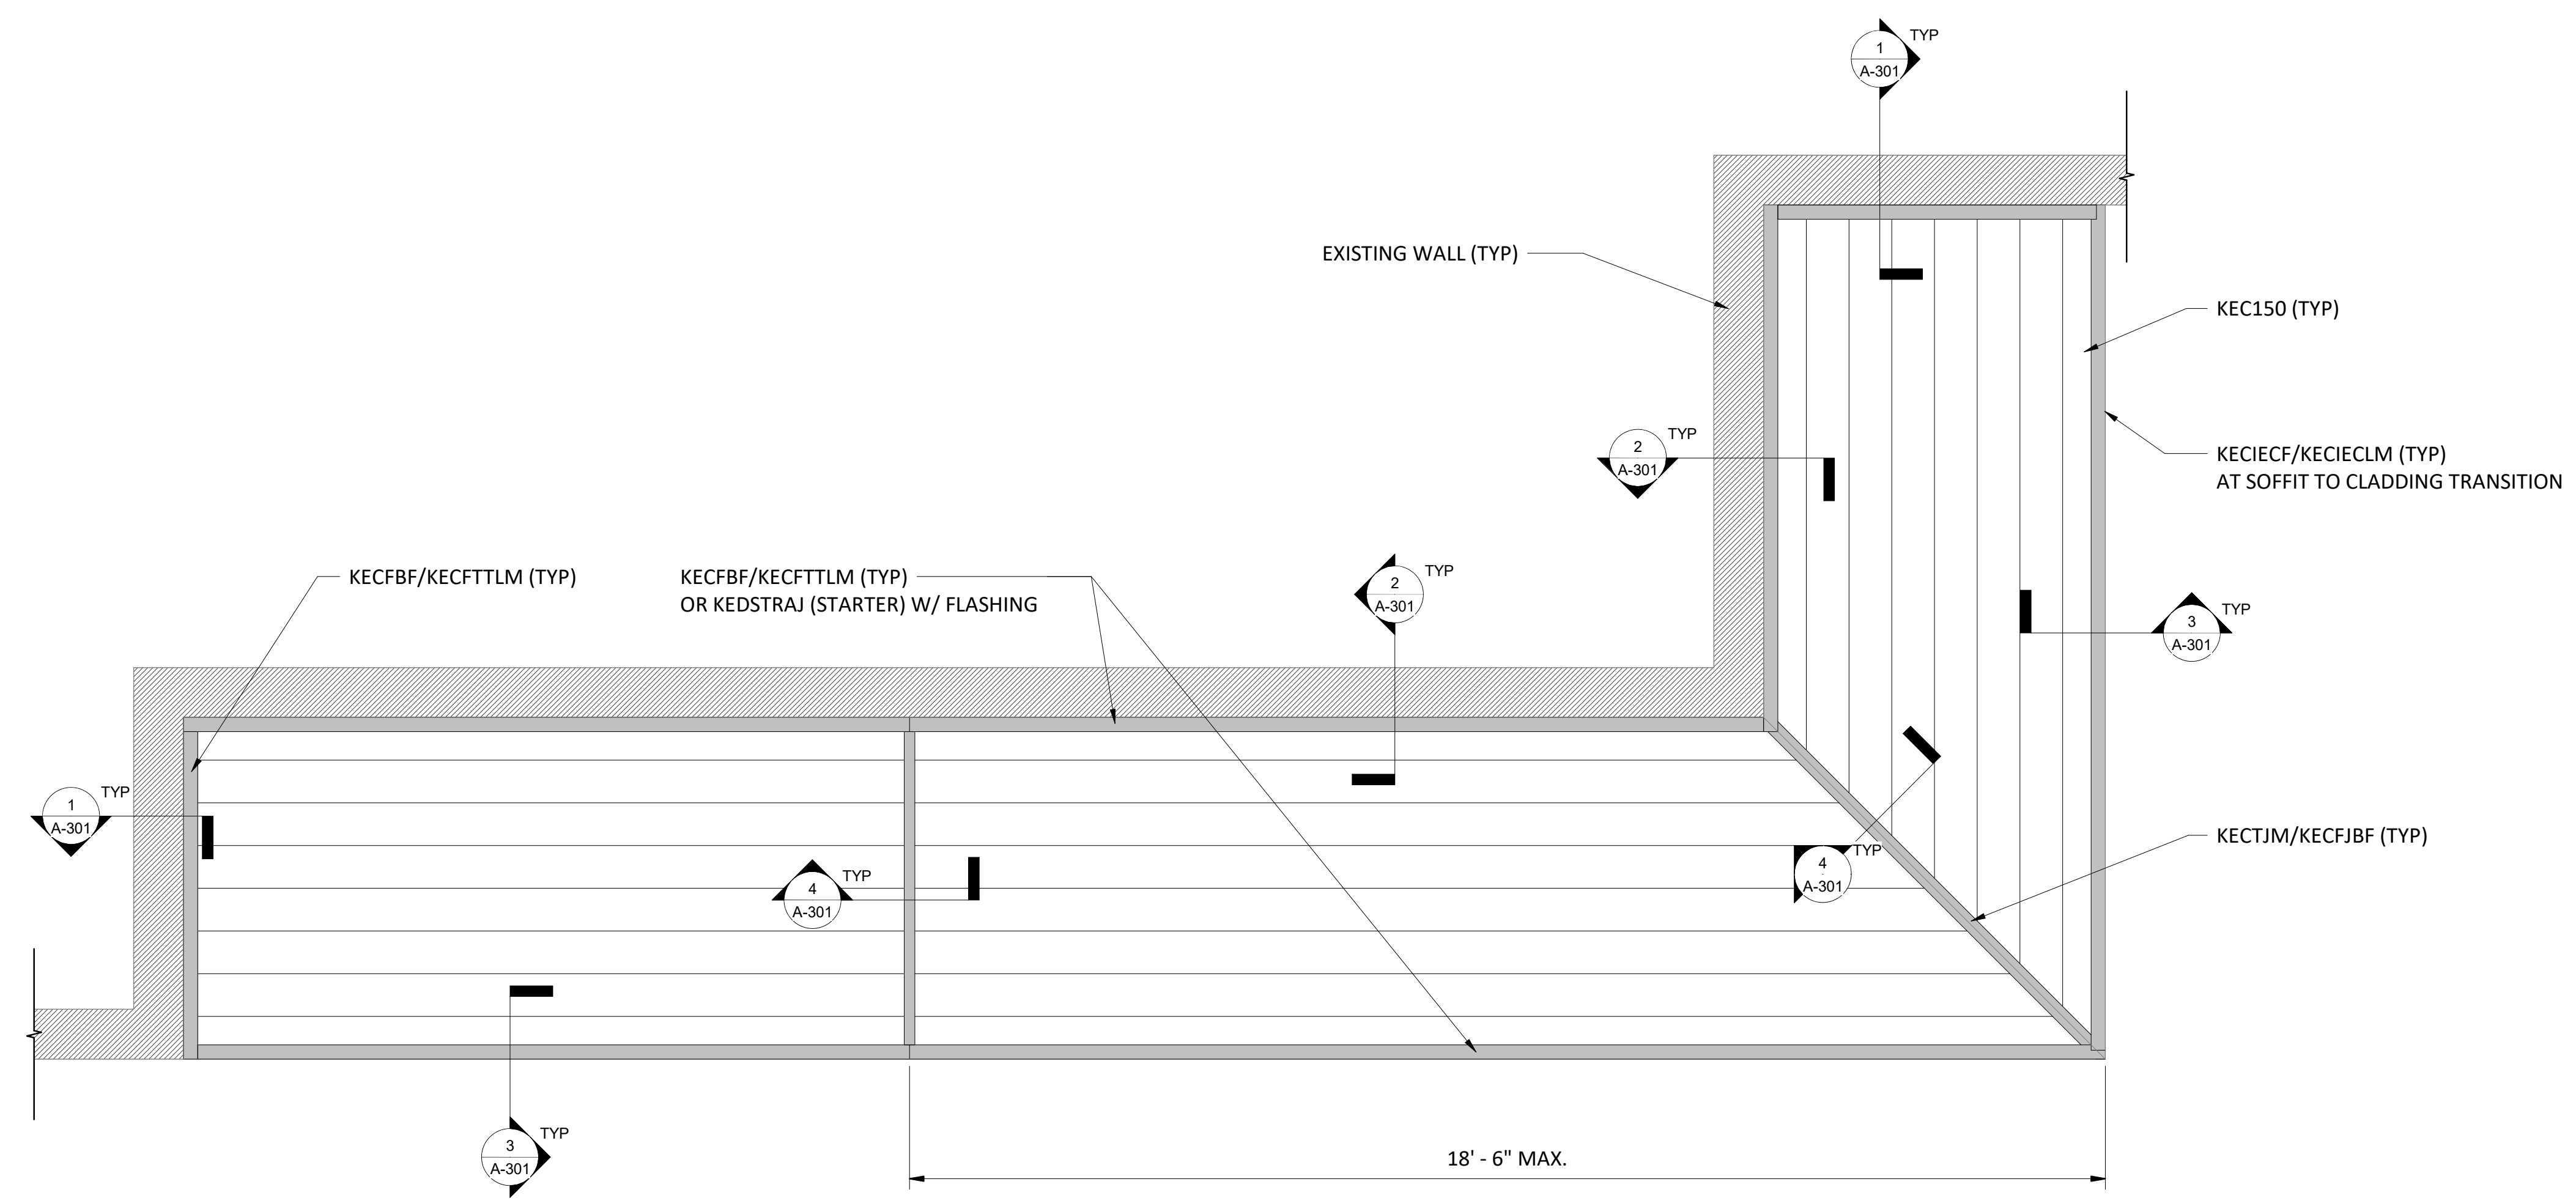 1
A-301
TYP
EXISTING WALL (TYP)
KEC150 (TYP)
2
A-301
TYP
KECIECF/KECIECLM (TYP)
AT SOFFIT TO CLADDING TRANSITION
KECFBF/KECFTTLM (TYP)
KECFBF/KECFTTLM (TYP)
OR KEDSTRAJ (STARTER) W/ FLASHING
2
A-301
TYP
3
A-301
TYP
1
A-301
TYP
4
A-301
TYP
4
A-301
TYP
KECTJM/KECFJBF (TYP)
3
A-301
TYP
18' - 6" MAX.